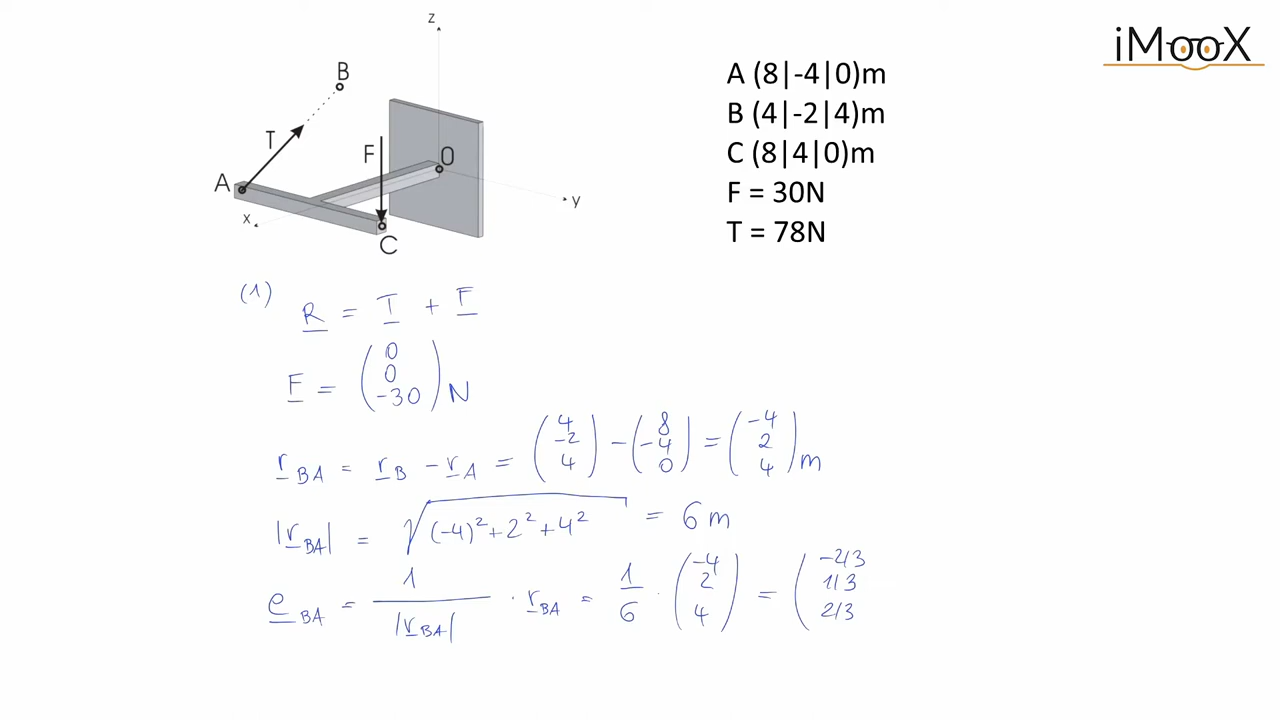 iMooX
z
B
T
F
O
A
x
y
C
A (8|-4|0)m
B (4|-2|4)m
C (8|4|0)m
F = 30N
T = 78N
(1) R = T + F
F = (0 0 -30) N
r_BA = r_B - r_A = (4 -2 4) - (8 -4 0) = (-4 2 4) m
|r_BA| = √(-4)²+2²+4² = 6 m
e_BA = 1/|r_BA| · r_BA = 1/6 · (-4 2 4) = (-2/3 1/3 2/3